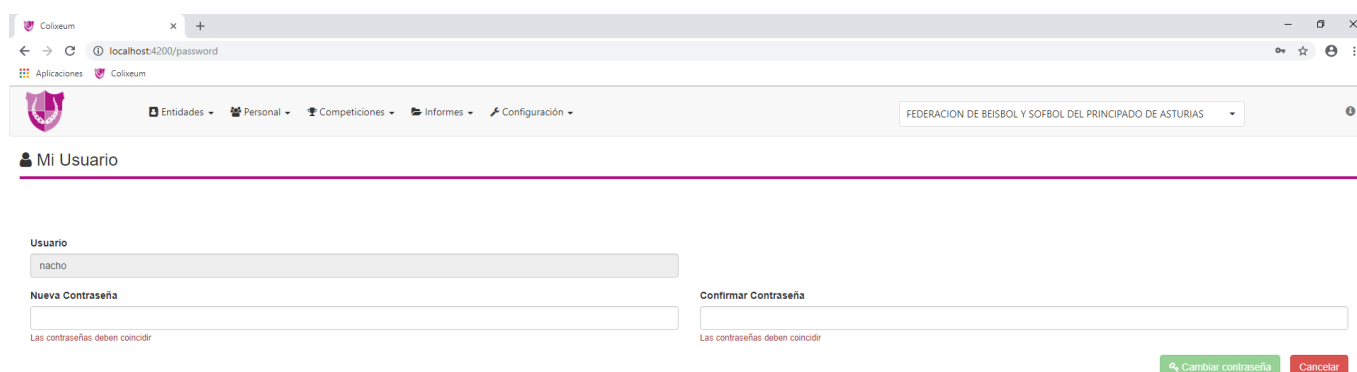 Colixeum
localhost:4200/password
Aplicaciones Colixeum
Entidades Personal Competiciones Informes Configuración FEDERACION DE BEISBOL Y SOFBOL DEL PRINCIPADO DE ASTURIAS
Mi Usuario
Usuario
nacho
Nueva Contraseña Confirmar Contraseña
Las contraseñas deben coincidir Las contraseñas deben coincidir
Cambiar contraseña Cancelar